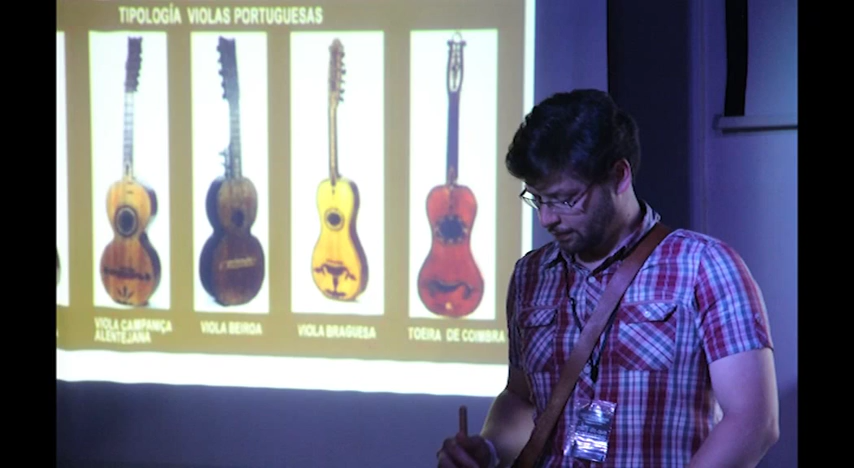 TIPOLOGÍA VIOLAS PORTUGUESAS
VIOLA CAMPANIÇA
ALENTEJANA
VIOLA BEIROA
VIOLA BRAGUESA
TOEIRA DE COIMBRA